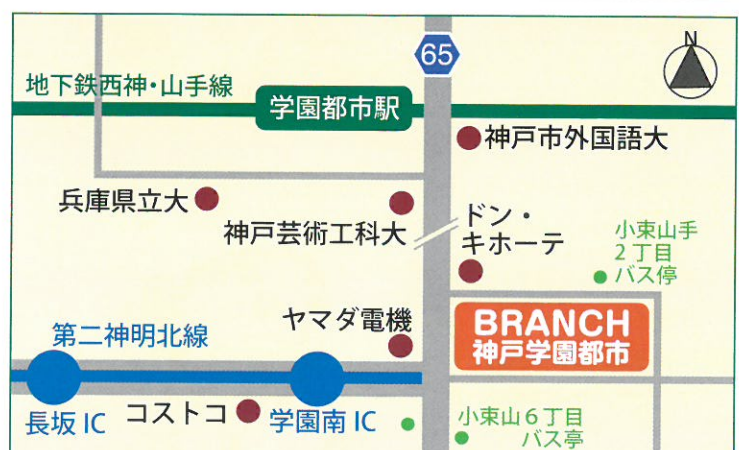 65
N
地下鉄西神・山手線
学園都市駅
神戸市外国語大
兵庫県立大
神戸芸術工科大
ドン・
キホーテ
小束山手
2丁目
バス停
ヤマダ電機
BRANCH
神戸学園都市
第二神明北線
長坂 IC
コストコ
学園南 IC
小束山6丁目
バス亭